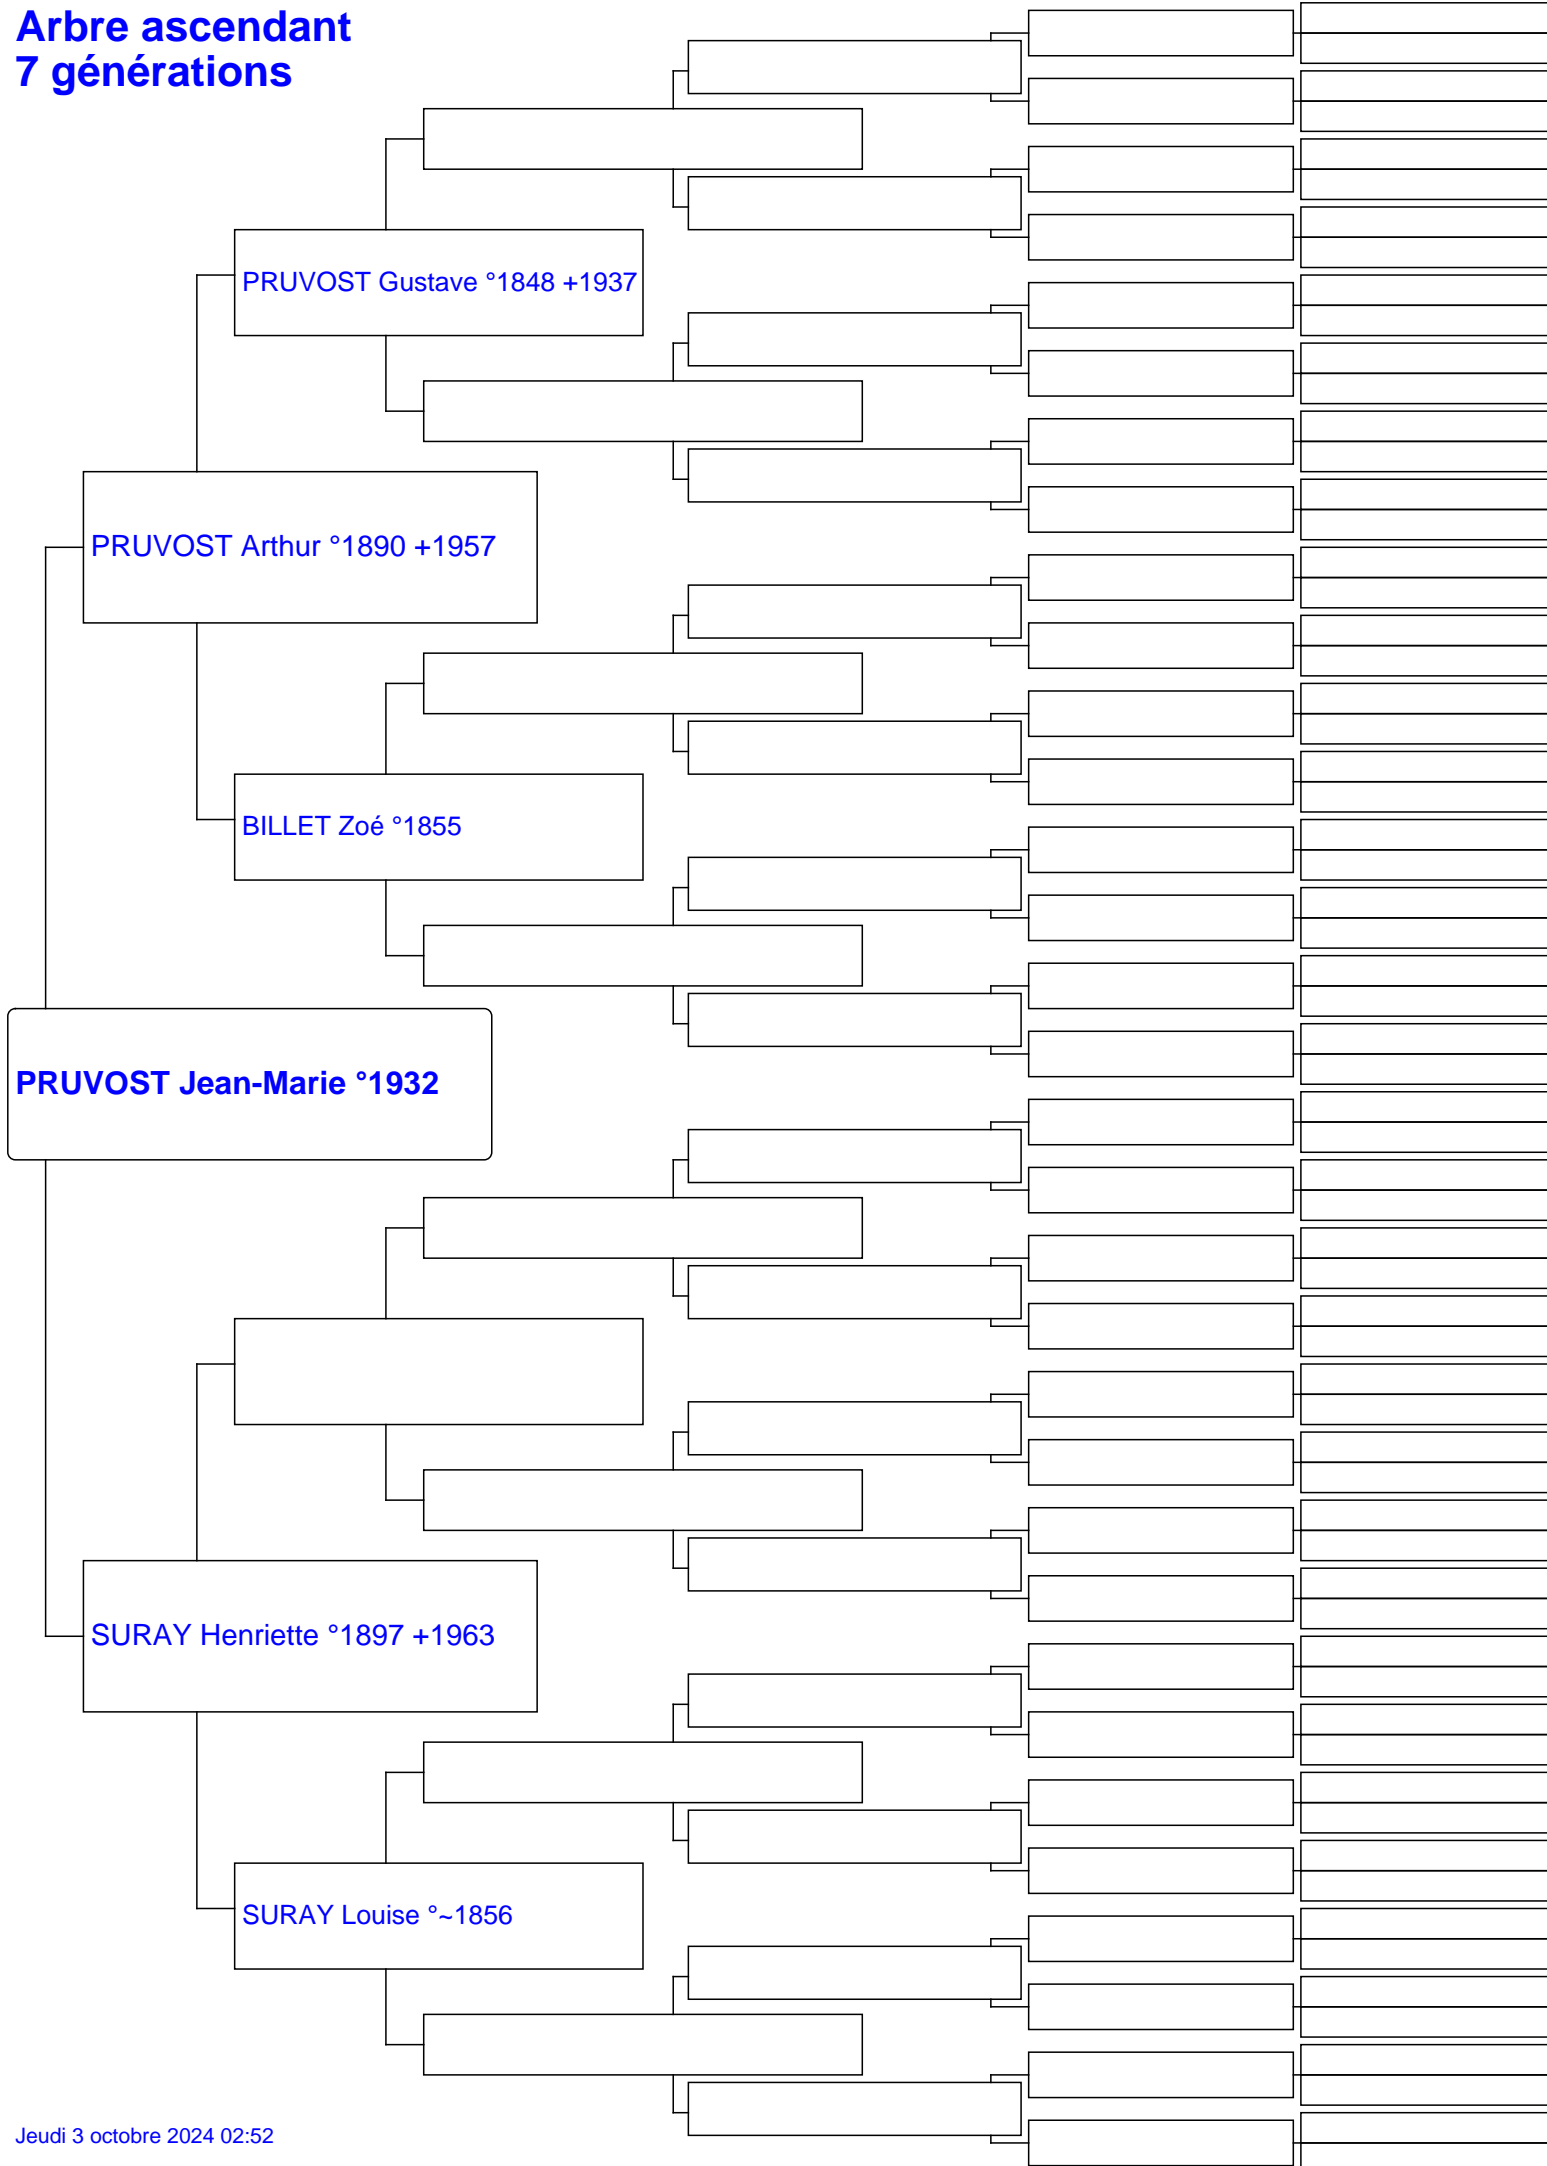 Arbre ascendant
7 générations
PRUVOST Gustave °1848 +1937
PRUVOST Arthur °1890 +1957
BILLET Zoé °1855
PRUVOST Jean-Marie °1932
SURAY Henriette °1897 +1963
SURAY Louise °~1856
Jeudi 3 octobre 2024 02:52